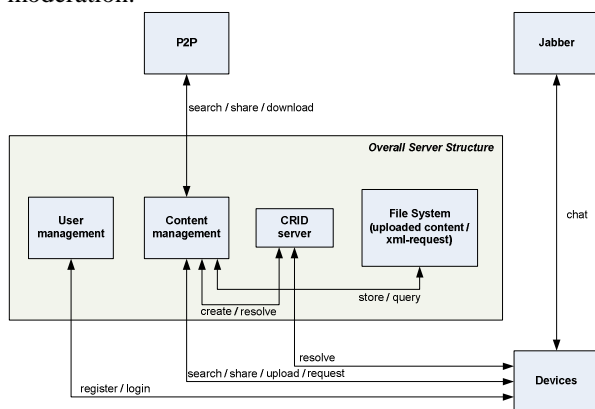 moderation.
P2P
Jabber
search / share / download
Overall Server Structure
User
management
Content
management
CRID
server
File System
(uploaded content /
xml-request)
chat
store / query
create / resolve
resolve
search / share / upload / request
register / login
Devices